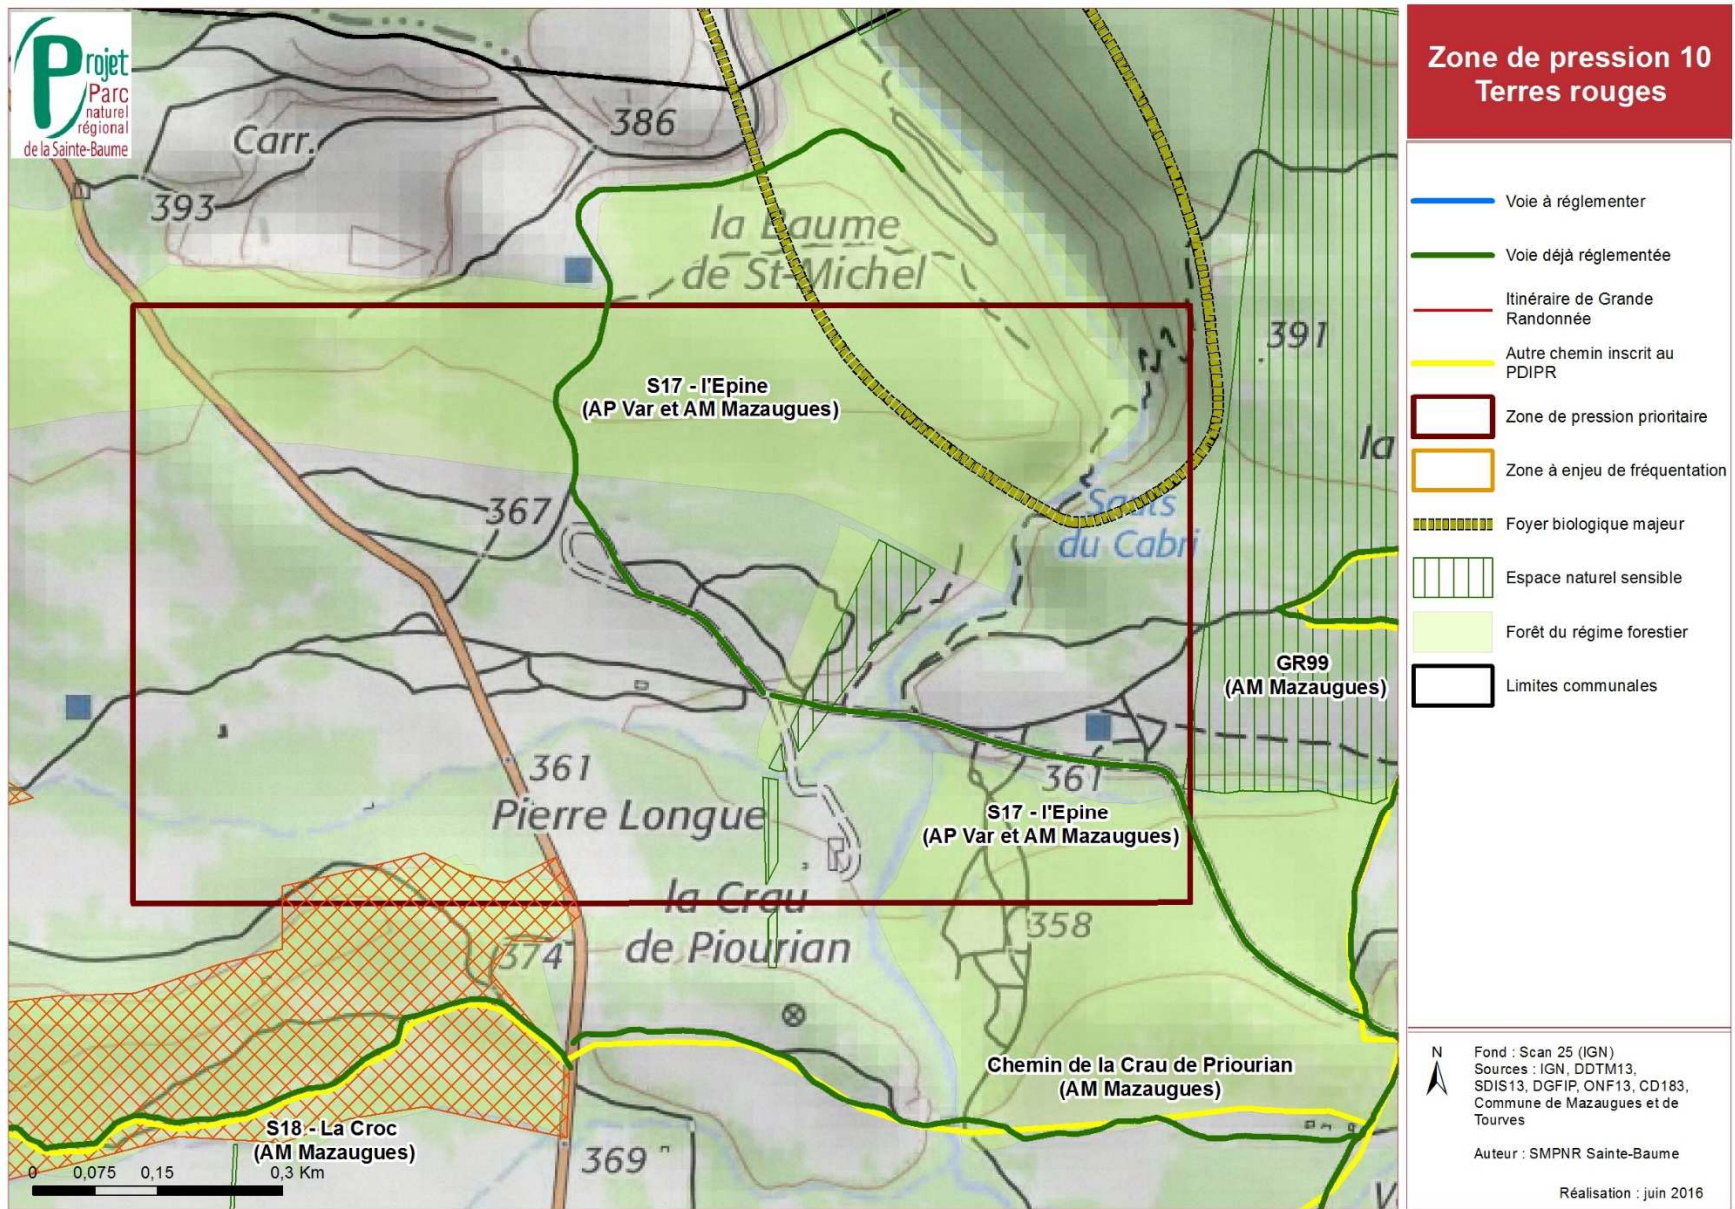 Projet
Parc
naturel
régional
de la Sainte-Baume
Carr.
386
393
la Baume
de St-Michel
391
S17 - l'Epine
(AP Var et AM Mazaugues)
la
367
Sauts
du Cabri
GR99
(AM Mazaugues)
361
Pierre Longue
361
S17 - l'Epine
(AP Var et AM Mazaugues)
la Crau
de Piourian
358
374
Chemin de la Crau de Priourian
(AM Mazaugues)
S18 - La Croc
(AM Mazaugues)
369
V
0 0,075 0,15 0,3 Km
Zone de pression 10
Terres rouges
Voie à réglementer
Voie déjà réglementée
Itinéraire de Grande
Randonnée
Autre chemin inscrit au
PDIPR
Zone de pression prioritaire
Zone à enjeu de fréquentation
Foyer biologique majeur
Espace naturel sensible
Forêt du régime forestier
Limites communales
N
Fond : Scan 25 (IGN)
Sources : IGN, DDTM13,
SDIS13, DGFIP, ONF13, CD183,
Commune de Mazaugues et de
Tourves
Auteur : SMPNR Sainte-Baume
Réalisation : juin 2016